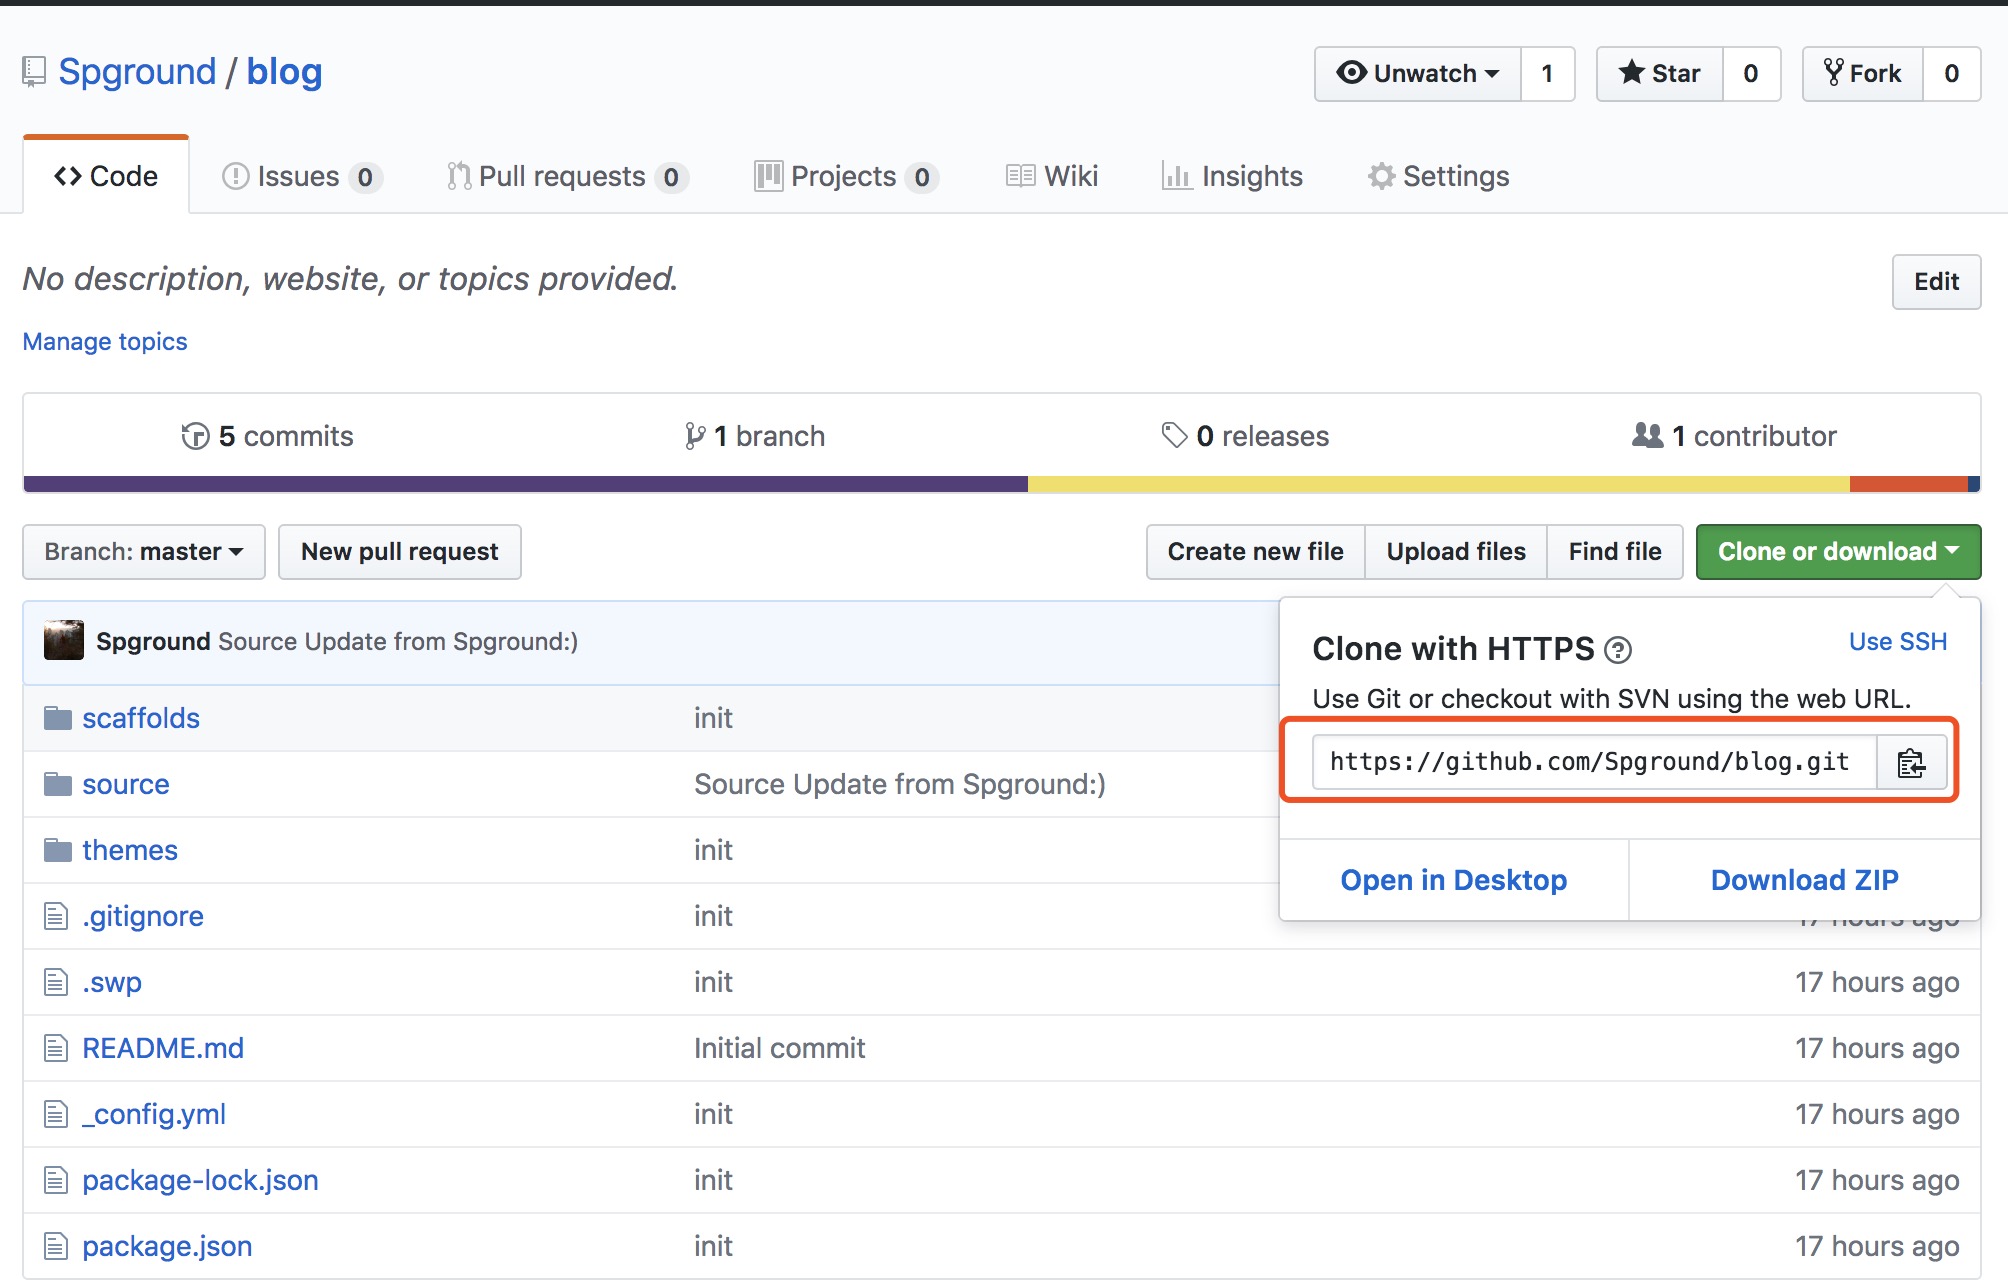 Spground / blog
Unwatch 1 Star 0 Fork 0
Code Issues 0 Pull requests 0 Projects 0 Wiki Insights Settings
No description, website, or topics provided.
Edit
Manage topics
5 commits 1 branch 0 releases 1 contributor
Branch: master New pull request Create new file Upload files Find file Clone or download
Spground Source Update from Spground:)
Clone with HTTPS ? Use SSH
Use Git or checkout with SVN using the web URL.
https://github.com/Spground/blog.git
Open in Desktop Download ZIP
scaffolds init
source Source Update from Spground:)
themes init
.gitignore init 17 hours ago
.swp init 17 hours ago
README.md Initial commit 17 hours ago
_config.yml init 17 hours ago
package-lock.json init 17 hours ago
package.json init 17 hours ago